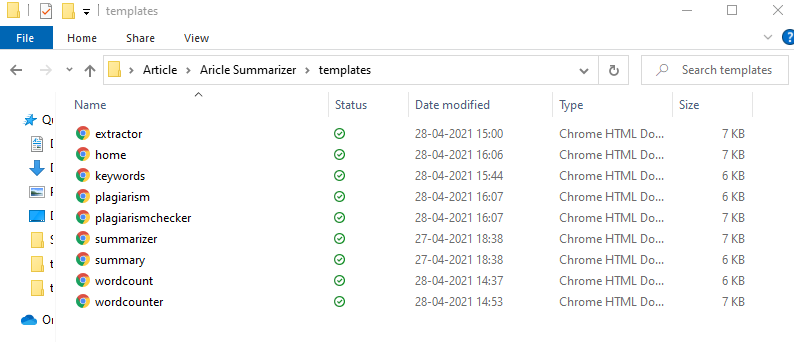 templates
File Home Share View
Article Aricle Summarizer templates Search templates
Name Status Date modified Type Size
extractor 28-04-2021 15:00 Chrome HTML Do... 7 KB
home 28-04-2021 16:06 Chrome HTML Do... 7 KB
keywords 28-04-2021 15:44 Chrome HTML Do... 6 KB
plagiarism 28-04-2021 16:07 Chrome HTML Do... 6 KB
plagiarismchecker 28-04-2021 16:07 Chrome HTML Do... 7 KB
summarizer 27-04-2021 18:38 Chrome HTML Do... 7 KB
summary 27-04-2021 18:38 Chrome HTML Do... 6 KB
wordcount 28-04-2021 14:37 Chrome HTML Do... 6 KB
wordcounter 28-04-2021 14:53 Chrome HTML Do... 7 KB